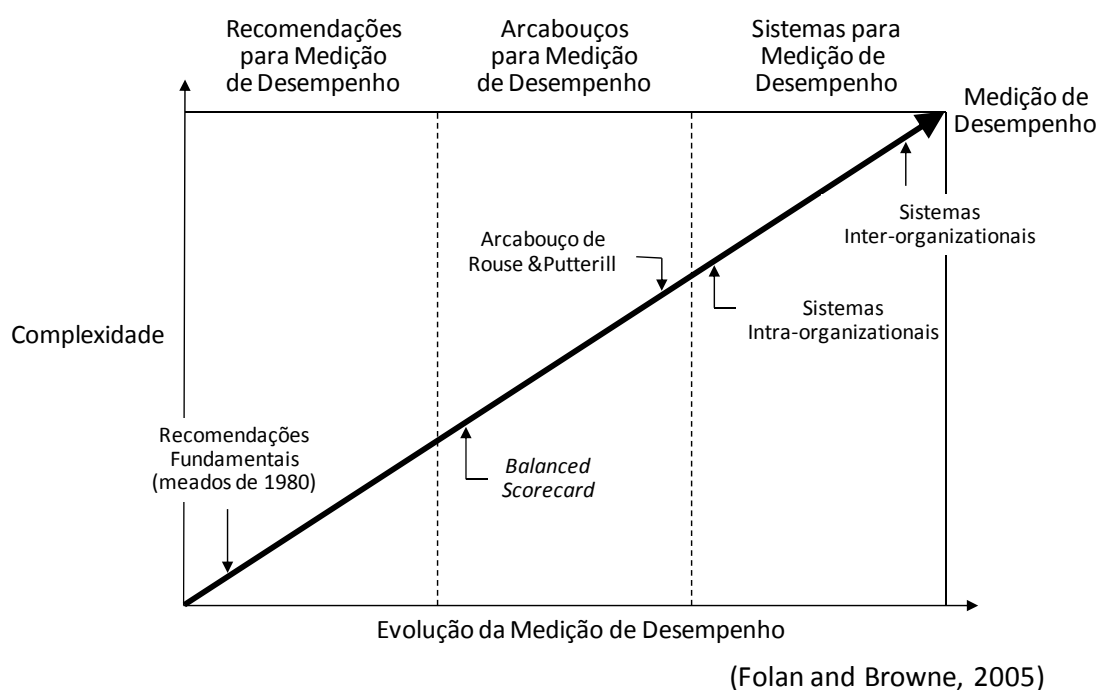 Recomendações
para Medição
de Desempenho
Arcabouços
para Medição
de Desempenho
Sistemas para
Medição de
Desempenho
Medição de
Desempenho
Sistemas
Inter-organizationais
Arcabouço de
Rouse &Putterill
Sistemas
Intra-organizationais
Complexidade
Recomendações
Fundamentais
(meados de 1980)
Balanced
Scorecard
Evolução da Medição de Desempenho
(Folan and Browne, 2005)